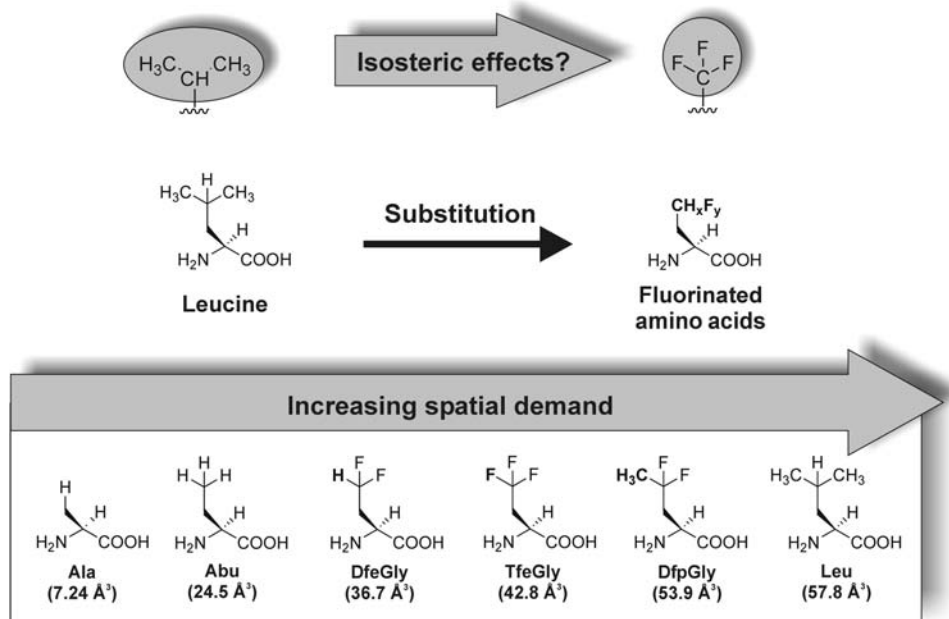 H₃C CH₃
CH
Isosteric effects?
F
F F
C
H
H₃C CH₃
H
H₂N COOH
Leucine
Substitution
CHₓFᵧ
H
H₂N COOH
Fluorinated
amino acids
Increasing spatial demand
H
H
H₂N COOH
Ala
(7.24 Å³)
H
H H
H
H₂N COOH
Abu
(24.5 Å³)
F
H F
H
H₂N COOH
DfeGly
(36.7 Å³)
F
F F
H
H₂N COOH
TfeGly
(42.8 Å³)
F
H₃C F
H
H₂N COOH
DfpGly
(53.9 Å³)
H
H₃C CH₃
H
H₂N COOH
Leu
(57.8 Å³)